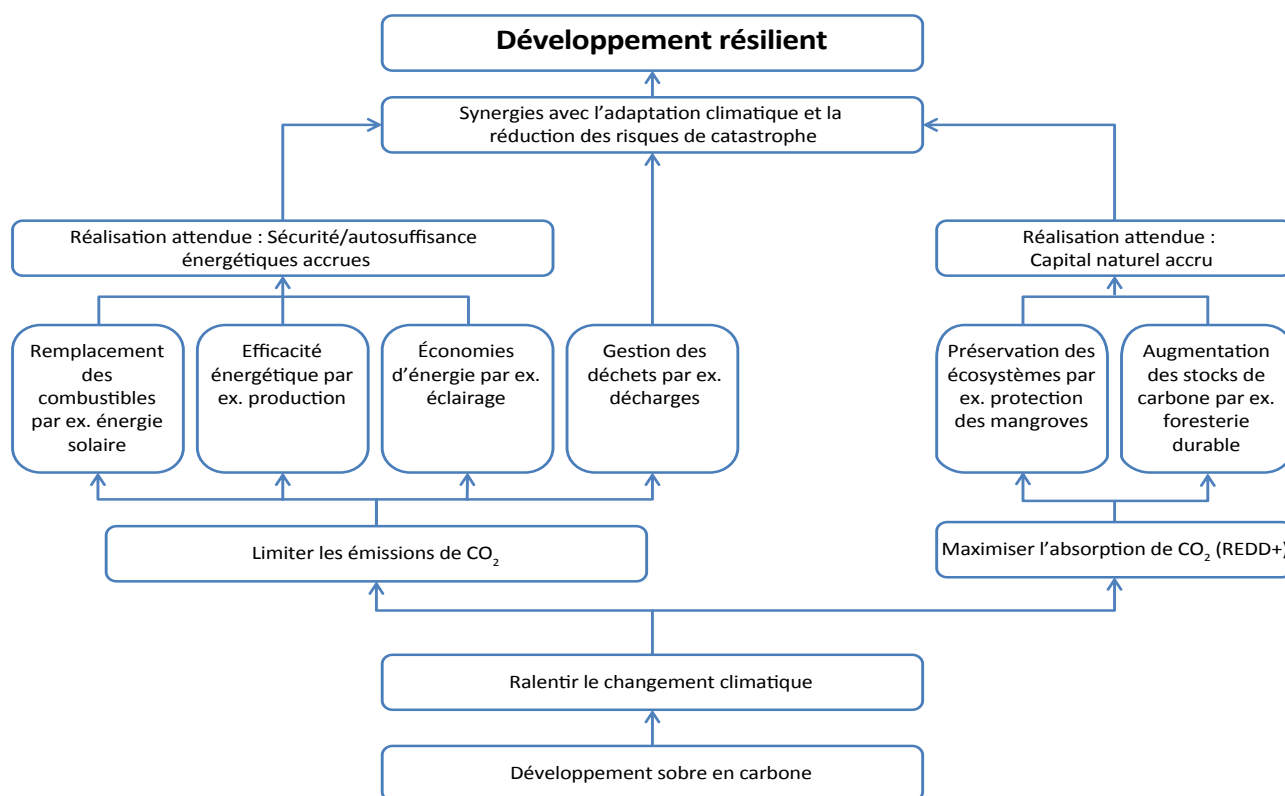 Développement résilient
Synergies avec l’adaptation climatique et la
réduction des risques de catastrophe
Réalisation attendue : Sécurité/autosuffisance
énergétiques accrues
Réalisation attendue :
Capital naturel accru
Remplacement
des
combustibles
par ex. énergie
solaire
Efficacité
énergétique par
ex. production
Économies
d’énergie par ex.
éclairage
Gestion des
déchets par ex.
décharges
Préservation des
écosystèmes par
ex. protection
des mangroves
Augmentation
des stocks de
carbone par ex.
foresterie
durable
Limiter les émissions de CO₂
Maximiser l’absorption de CO₂ (REDD+)
Ralentir le changement climatique
Développement sobre en carbone